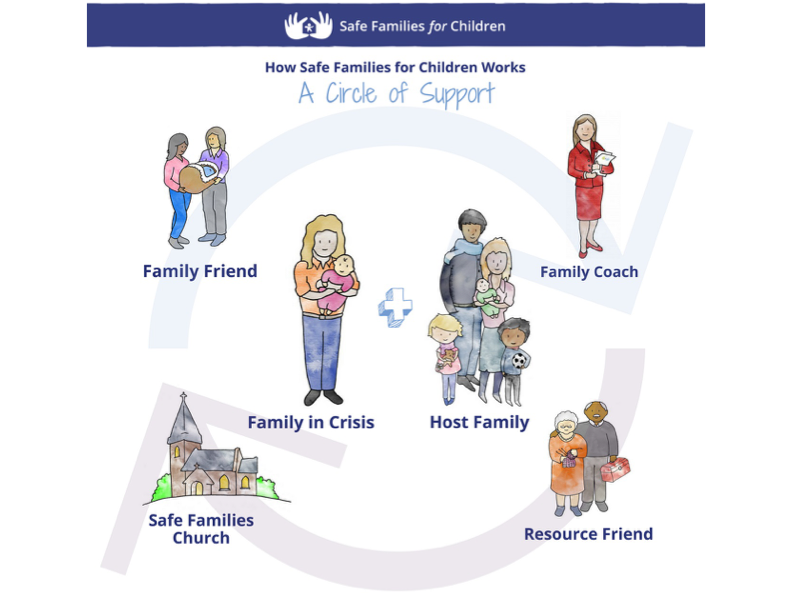 Safe Families for Children
How Safe Families for Children Works
A Circle of Support
Family Friend
Family Coach
Family in Crisis
Host Family
Safe Families
Church
Resource Friend